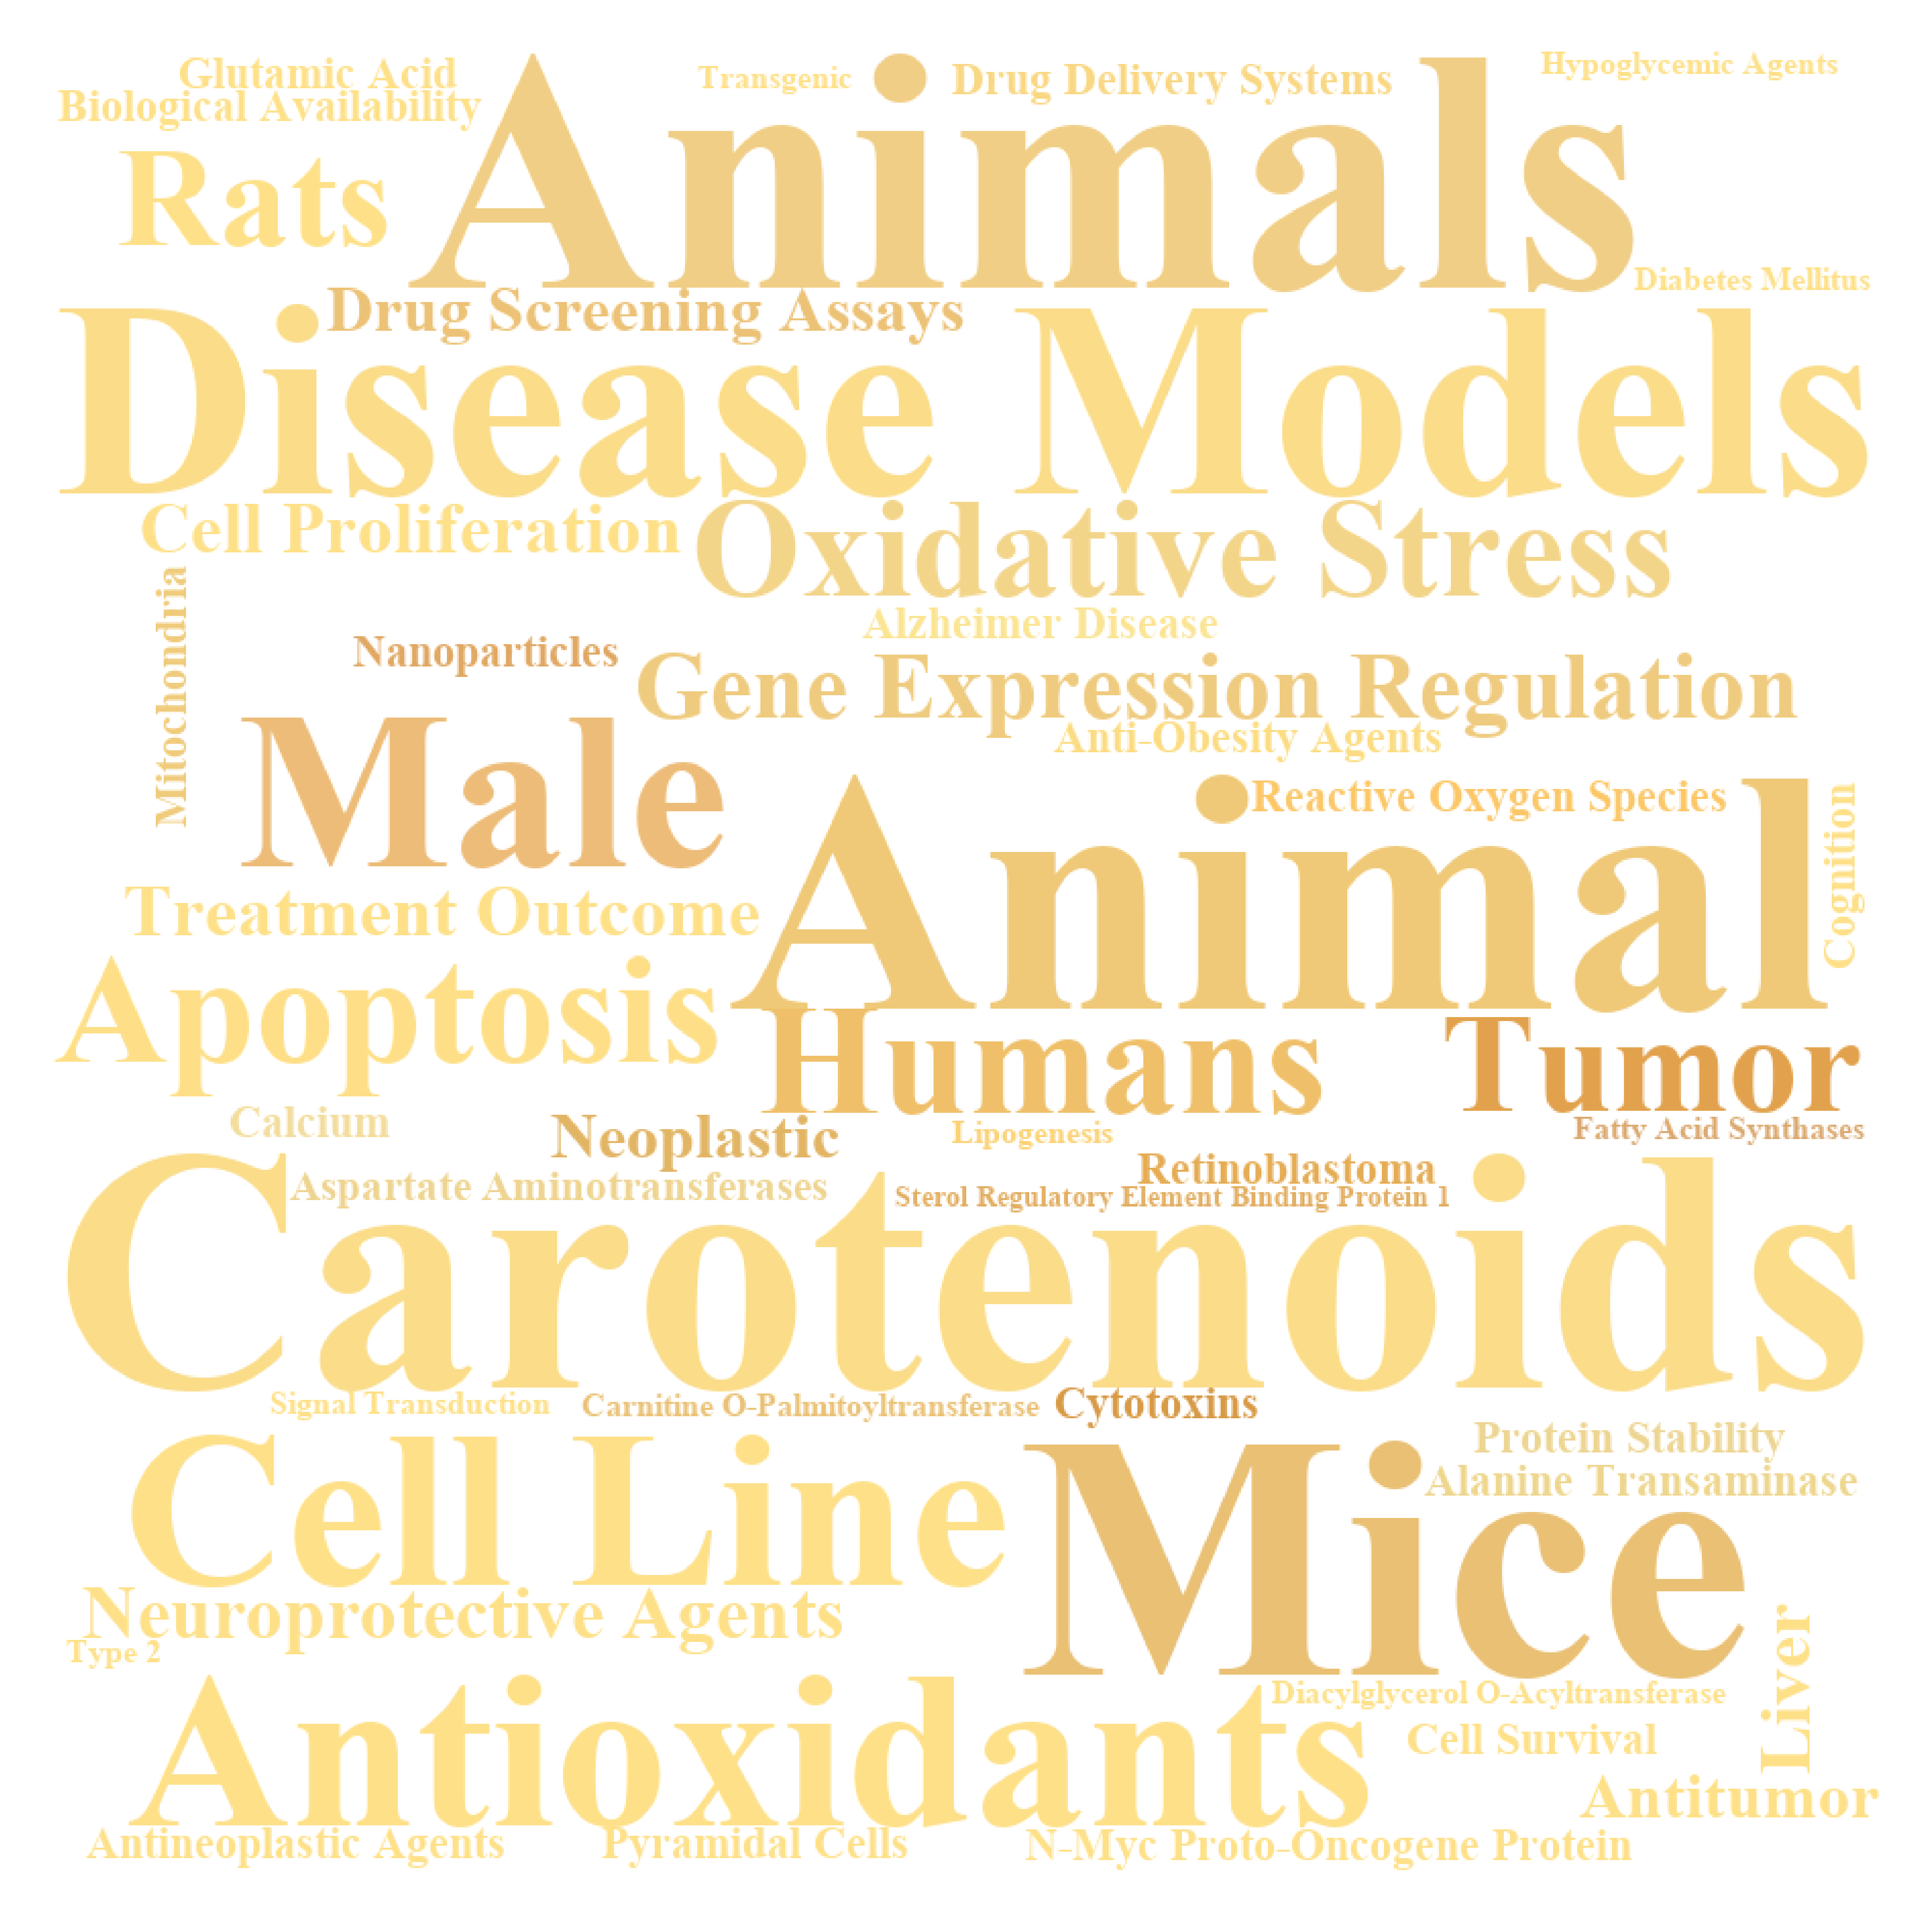 Glutamic Acid
Transgenic
Drug Delivery Systems
Hypoglycemic Agents
Biological Availability
Animals
Rats
Diabetes Mellitus
Drug Screening Assays
Disease Models
Cell Proliferation
Oxidative Stress
Mitochondria
Alzheimer Disease
Nanoparticles
Gene Expression Regulation
Anti-Obesity Agents
Male
Reactive Oxygen Species
Animal
Cognition
Treatment Outcome
Apoptosis
Humans
Tumor
Calcium
Neoplastic
Lipogenesis
Fatty Acid Synthases
Retinoblastoma
Aspartate Aminotransferases
Sterol Regulatory Element Binding Protein 1
Carotenoids
Signal Transduction
Carnitine O-Palmitoyltransferase
Cytotoxins
Protein Stability
Cell Line
Mice
Alanine Transaminase
Neuroprotective Agents
Type 2
Liver
Diacylglycerol O-Acyltransferase
Antioxidants
Cell Survival
Antitumor
Antineoplastic Agents
Pyramidal Cells
N-Myc Proto-Oncogene Protein